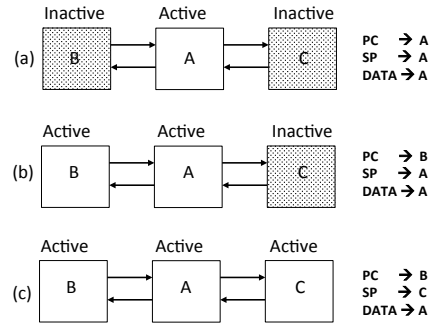 Inactive Active Inactive
(a) B A C
PC → A
SP → A
DATA → A
Active Active Inactive
(b) B A C
PC → B
SP → A
DATA → A
Active Active Active
(c) B A C
PC → B
SP → C
DATA → A